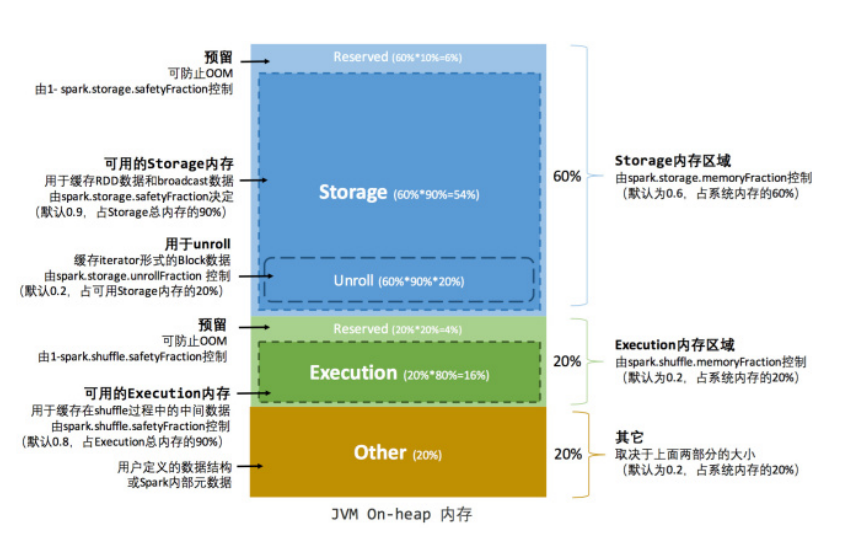 预留
可防止OOM
由1- spark.storage.safetyFraction控制
可用的Storage内存
用于缓存RDD数据和broadcast数据
由spark.storage.safetyFraction决定
（默认0.9，占Storage总内存的90%）
用于unroll
缓存iterator形式的Block数据
由spark.storage.unrollFraction 控制
（默认0.2，占可用Storage内存的20%）
预留
可防止OOM
由1-spark.shuffle.safetyFraction控制
可用的Execution内存
用于缓存在shuffle过程中的中间数据
由spark.shuffle.safetyFraction控制
（默认0.8，占Execution总内存的90%）
用户定义的数据结构
或Spark内部元数据
Reserved (60%*10%=6%)
Storage (60%*90%=54%)
Unroll (60%*90%*20%)
Reserved (20%*20%=4%)
Execution (20%*80%=16%)
Other (20%)
60%
20%
20%
Storage内存区域
由spark.storage.memoryFraction控制
（默认为0.6，占系统内存的60%）
Execution内存区域
由spark.shuffle.memoryFraction控制
（默认为0.2，占系统内存的20%）
其它
取决于上面两部分的大小
（默认为0.2，占系统内存的20%）
JVM On-heap 内存